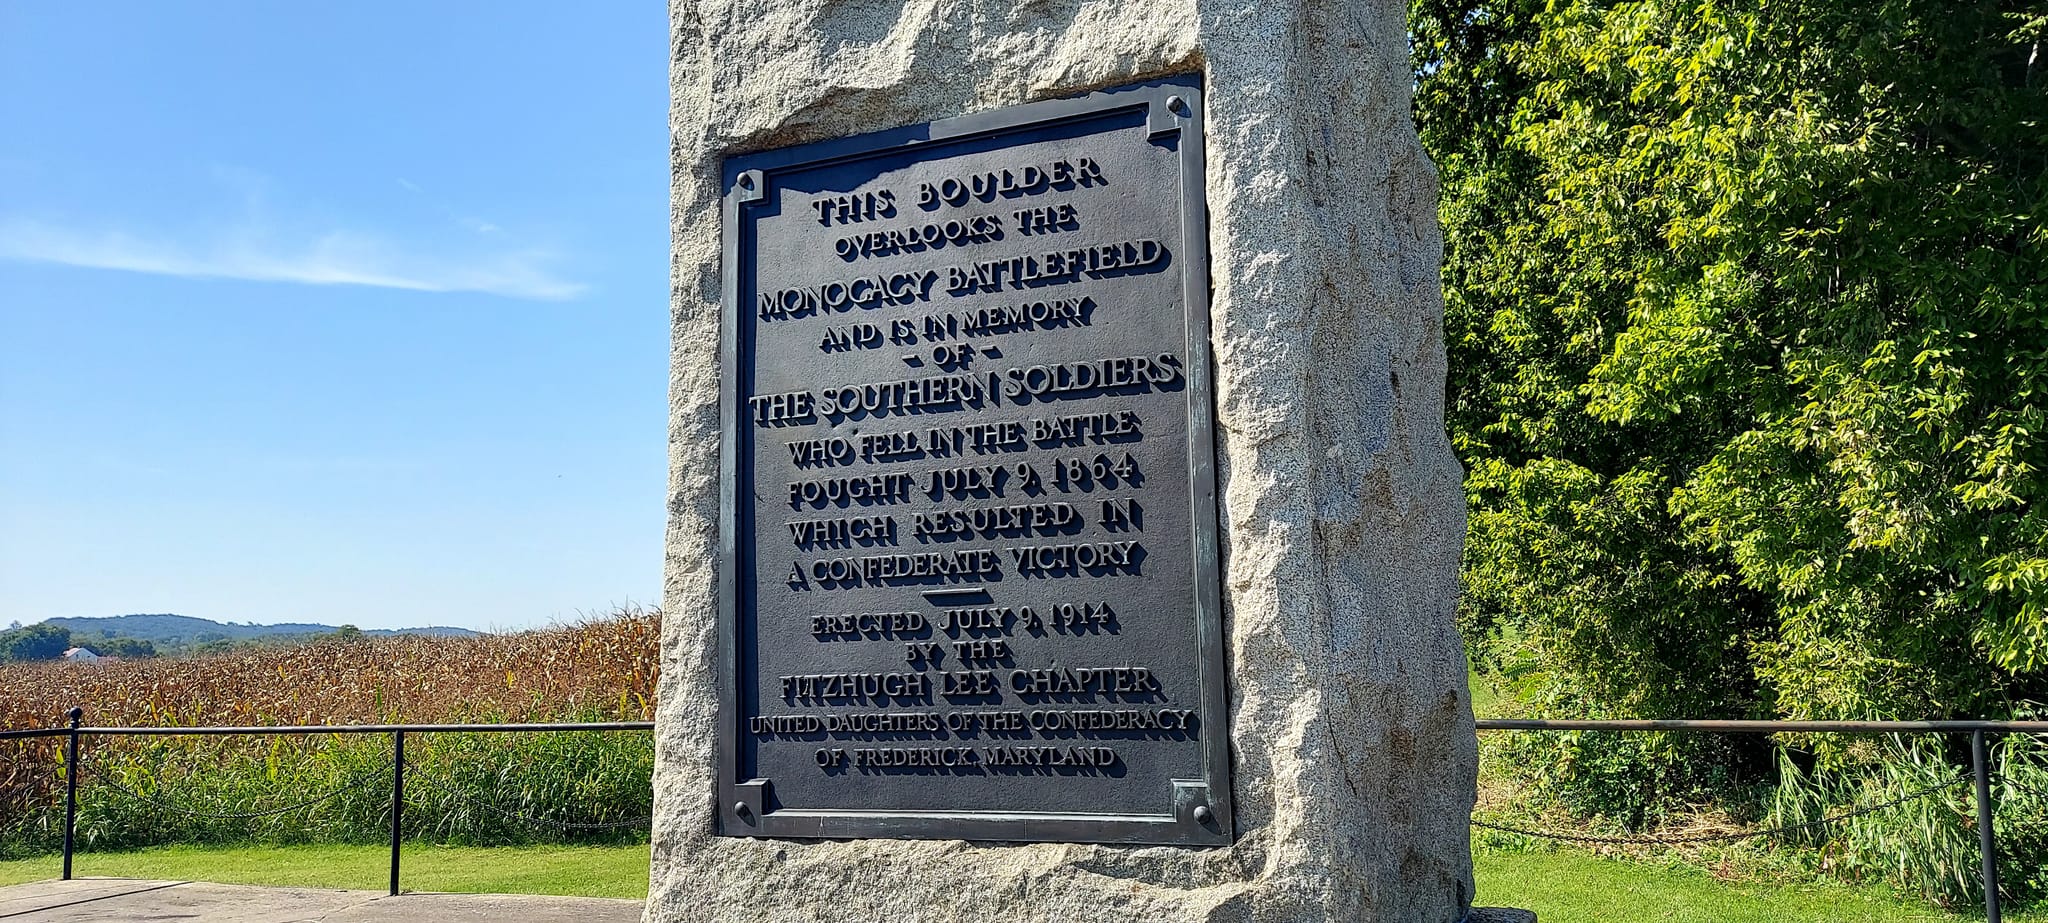 THIS BOULDER
OVERLOOKS THE
MONOCACY BATTLEFIELD
AND IS IN MEMORY
- OF -
THE SOUTHERN SOLDIERS
WHO FELL IN THE BATTLE
FOUGHT JULY 9, 1864
WHICH RESULTED IN
A CONFEDERATE VICTORY
ERECTED JULY 9, 1914
BY THE
FITZHUGH LEE CHAPTER
UNITED DAUGHTERS OF THE CONFEDERACY
OF FREDERICK, MARYLAND